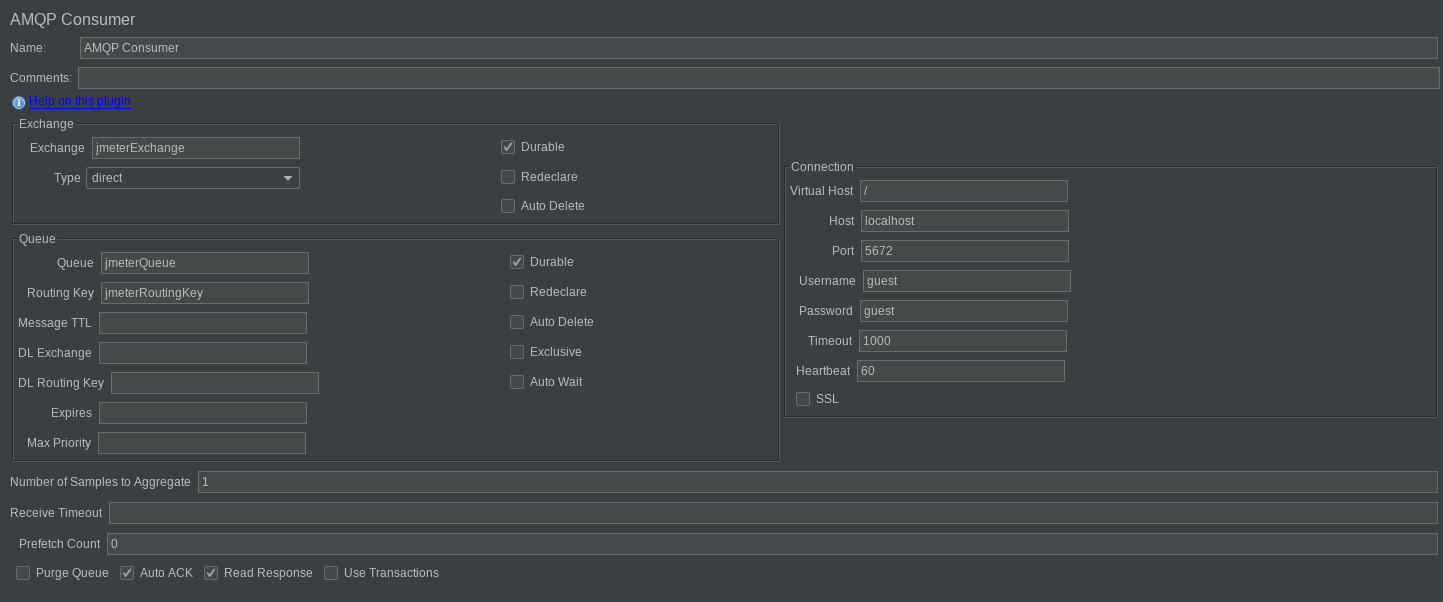 AMQP Consumer
Name: AMQP Consumer
Comments:
Help on this plugin
Exchange
Exchange jmeterExchange
Durable
Type direct
Redeclare
Auto Delete
Queue
Queue jmeterQueue
Durable
Routing Key jmeterRoutingKey
Redeclare
Message TTL
Auto Delete
DL Exchange
Exclusive
DL Routing Key
Auto Wait
Expires
Max Priority
Connection
Virtual Host /
Host localhost
Port 5672
Username guest
Password guest
Timeout 1000
Heartbeat 60
SSL
Number of Samples to Aggregate 1
Receive Timeout
Prefetch Count 0
Purge Queue Auto ACK Read Response Use Transactions